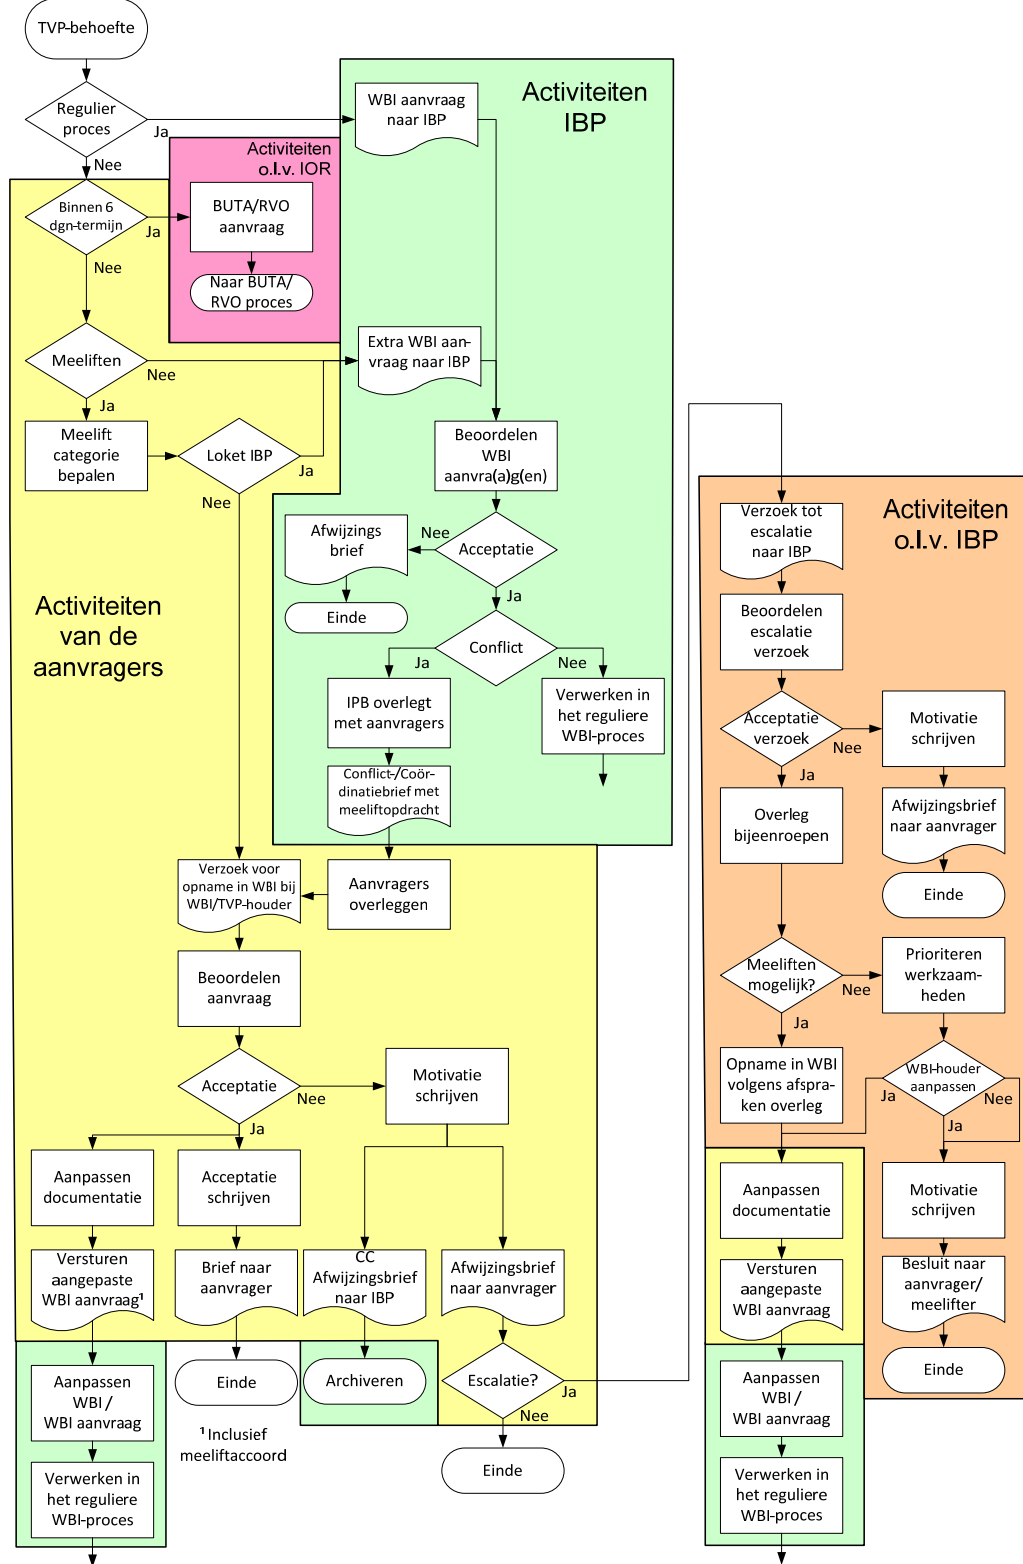 TVP-behoefte
Regulier
proces
Ja
Nee
WBI aanvraag
naar IBP
Activiteiten
IBP
Activiteiten
o.l.v. IOR
Binnen 6
dgn-termijn
Ja
Nee
BUTA/RVO
aanvraag
Naar BUTA/
RVO proces
Meeliften
Nee
Ja
Extra WBI aan-
vraag naar IBP
Meelift
categorie
bepalen
Loket IBP
Ja
Nee
Beoordelen
WBI
aanvra(a)g(en)
Acceptatie
Nee
Ja
Afwijzings
brief
Einde
Conflict
Ja
Nee
IPB overlegt
met aanvragers
Verwerken in
het reguliere
WBI-proces
Conflict-/Coör-
dinatiebrief met
meeliftopdracht
Activiteiten
van de
aanvragers
Verzoek voor
opname in WBI bij
WBI/TVP-houder
Aanvragers
overleggen
Beoordelen
aanvraag
Acceptatie
Nee
Ja
Motivatie
schrijven
Aanpassen
documentatie
Acceptatie
schrijven
Versturen
aangepaste
WBI aanvraag¹
Brief naar
aanvrager
CC
Afwijzingsbrief
naar IBP
Afwijzingsbrief
naar aanvrager
Aanpassen
WBI /
WBI aanvraag
Einde
Archiveren
Escalatie?
Ja
Nee
¹ Inclusief
meeliftaccoord
Verwerken in
het reguliere
WBI-proces
Einde
Activiteiten
o.l.v. IBP
Verzoek tot
escalatie
naar IBP
Beoordelen
escalatie
verzoek
Acceptatie
verzoek
Nee
Ja
Motivatie
schrijven
Overleg
bijeenroepen
Afwijzingsbrief
naar aanvrager
Einde
Meeliften
mogelijk?
Nee
Ja
Prioriteren
werkzaam-
heden
Opname in WBI
volgens afspra-
ken overleg
WBI-houder
aanpassen
Ja
Nee
Ja
Aanpassen
documentatie
Motivatie
schrijven
Versturen
aangepaste
WBI aanvraag
Besluit naar
aanvrager/
meelifter
Aanpassen
WBI /
WBI aanvraag
Einde
Verwerken in
het reguliere
WBI-proces